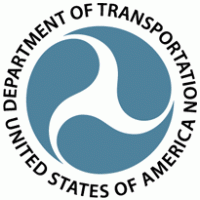 DEPARTMENT OF TRANSPORTATION
UNITED STATES OF AMERICA